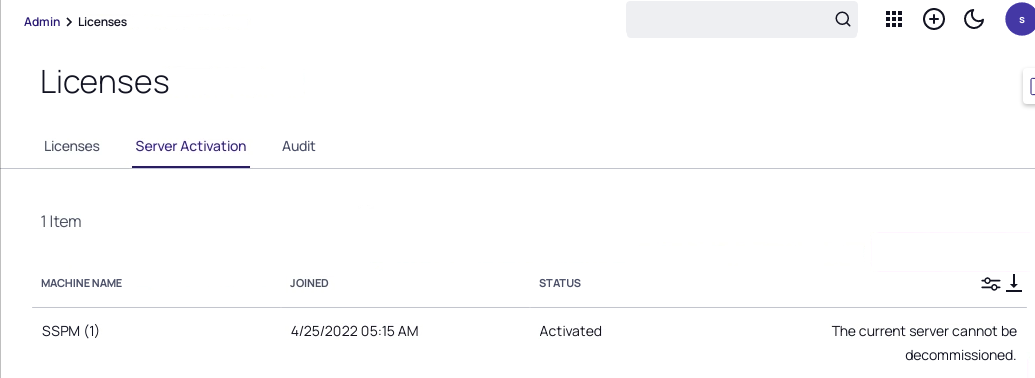 Admin > Licenses
S
Licenses
Licenses Server Activation Audit
1 Item
MACHINE NAME JOINED STATUS
SSPM (1) 4/25/2022 05:15 AM Activated The current server cannot be
decommissioned.